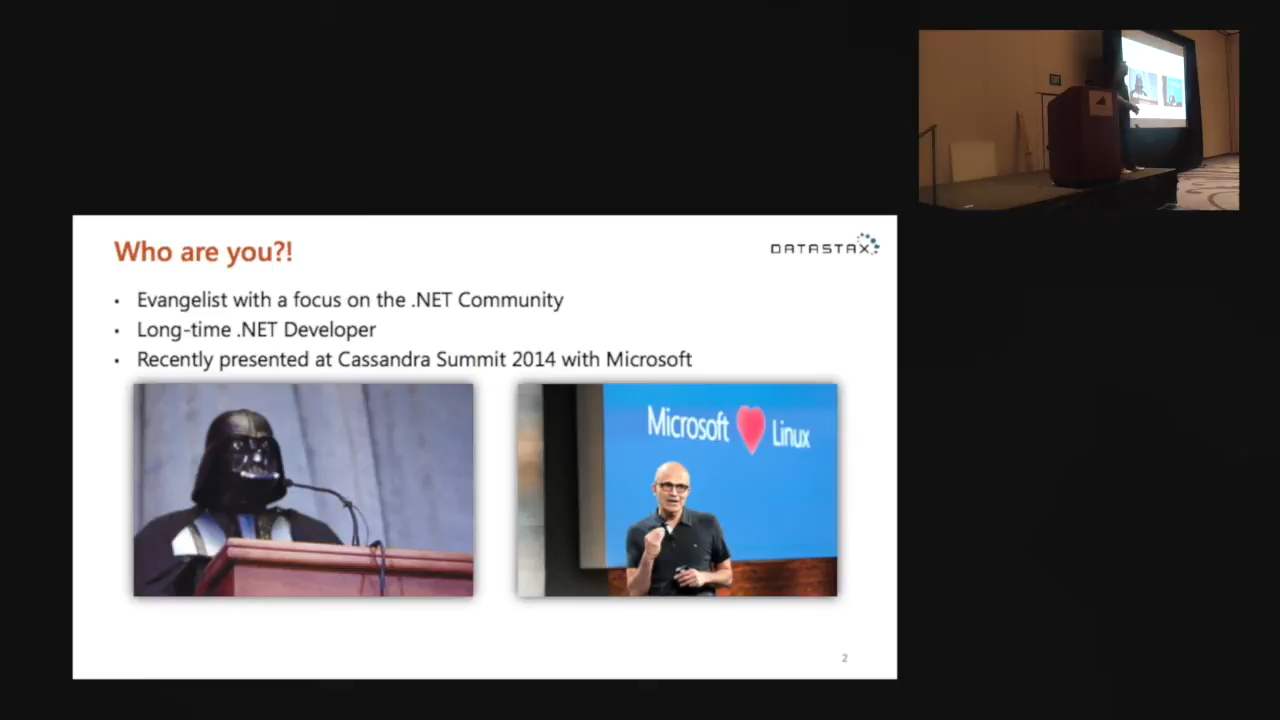 Who are you?!
DATASTAX
• Evangelist with a focus on the .NET Community
• Long-time .NET Developer
• Recently presented at Cassandra Summit 2014 with Microsoft
Microsoft Linux
2